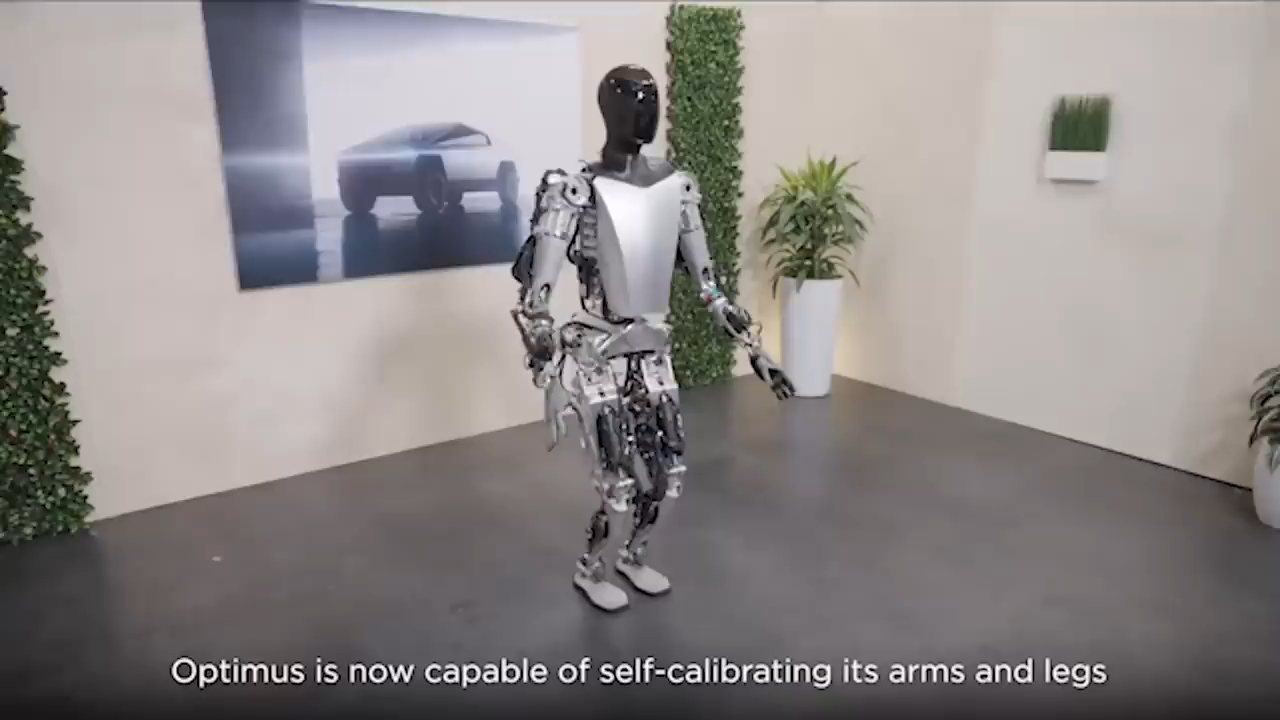 Optimus is now capable of self-calibrating its arms and legs